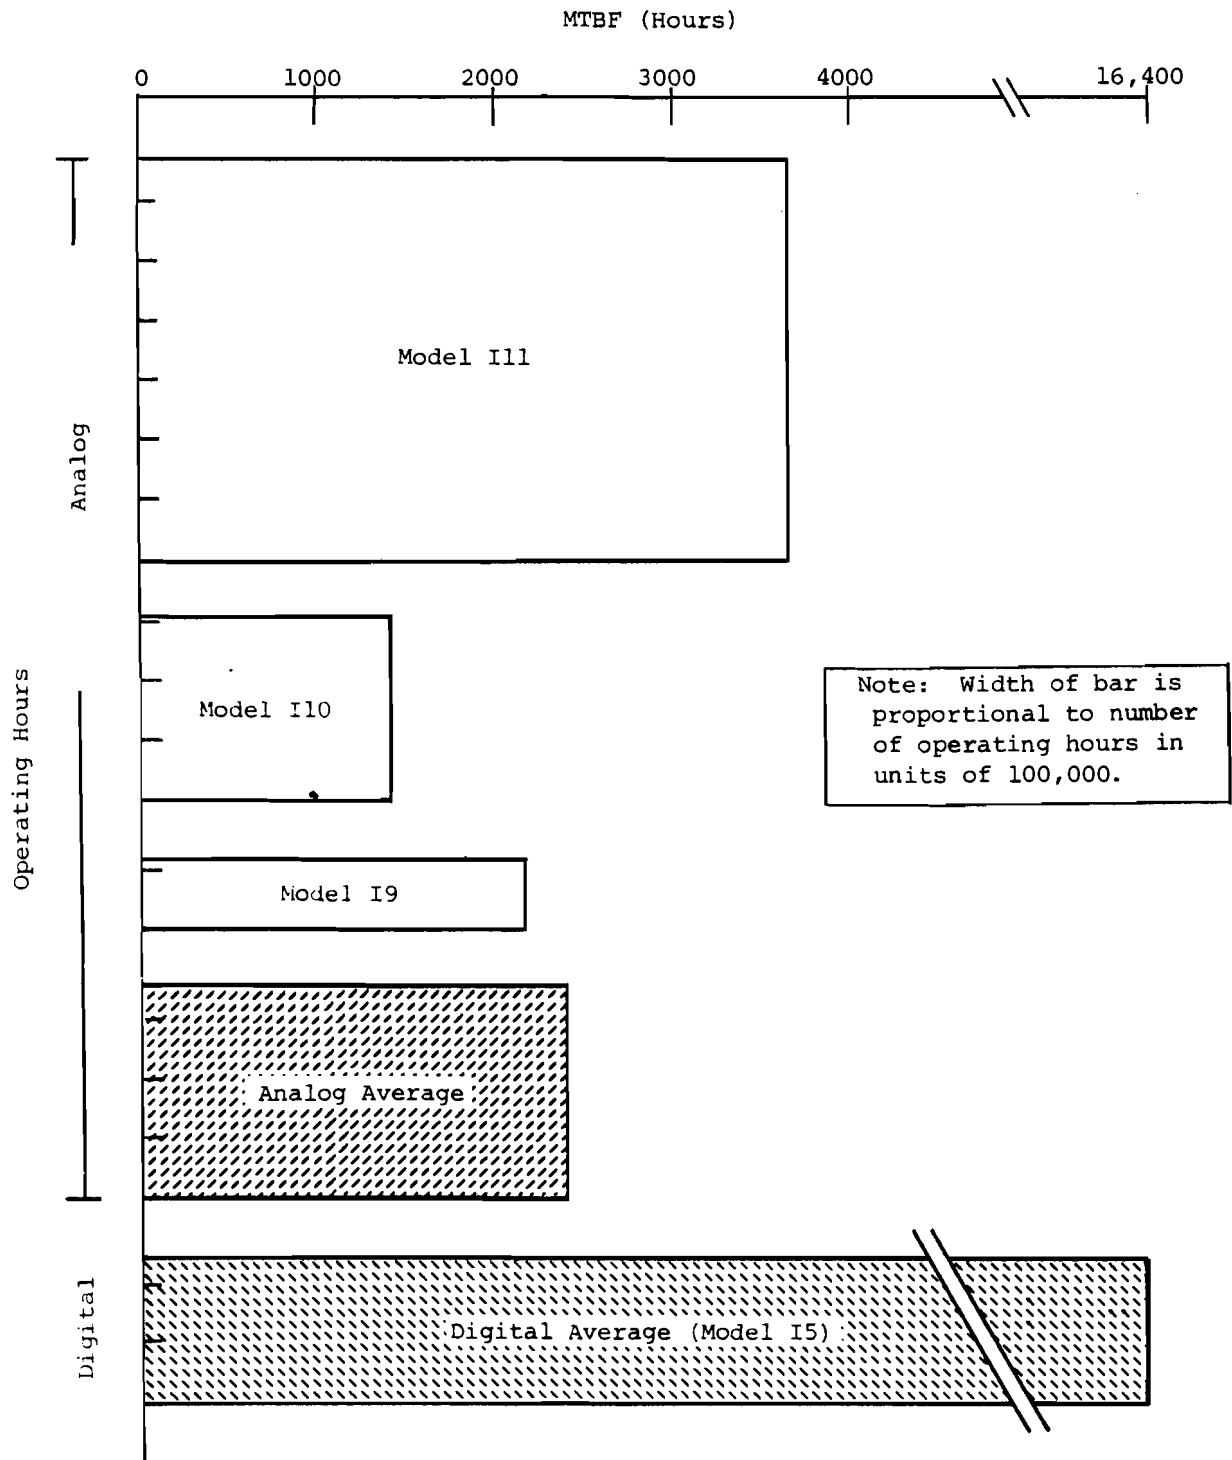 MTBF (Hours)
0 1000 2000 3000 4000 16,400
Analog
Model I11
Operating Hours
Model I10
Note: Width of bar is
proportional to number
of operating hours in
units of 100,000.
Model I9
Analog Average
Digital
Digital Average (Model I5)